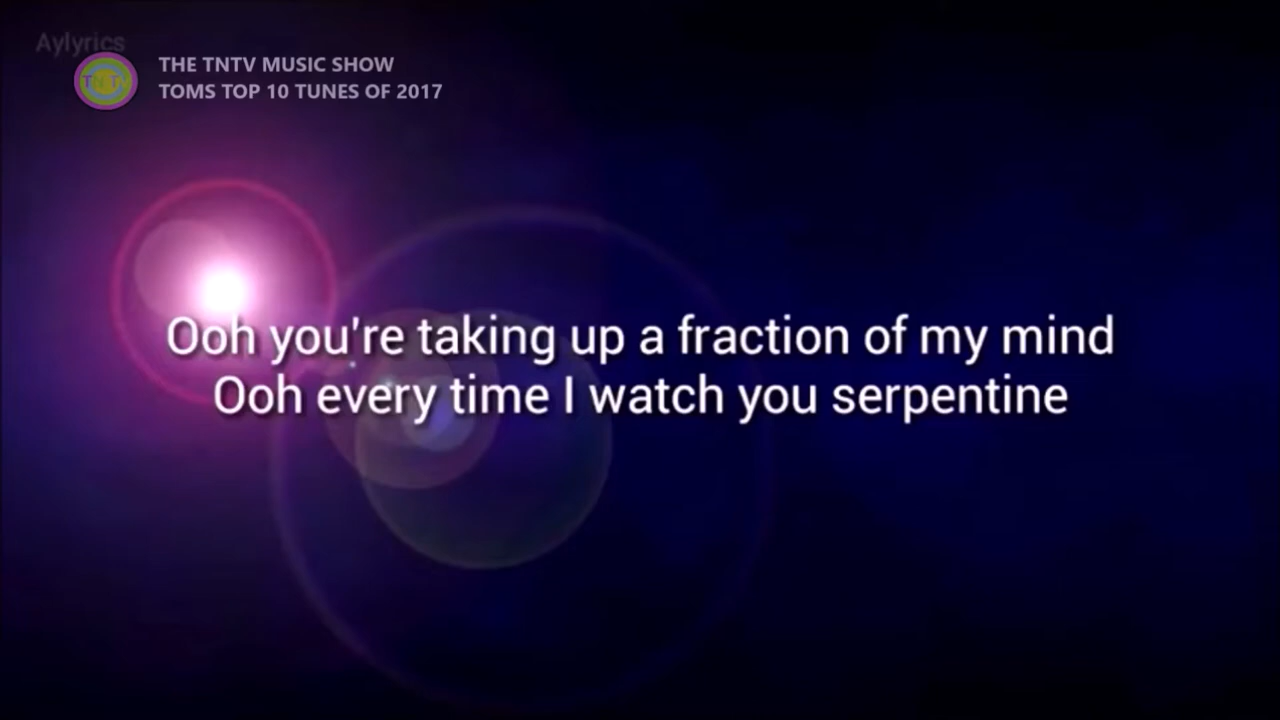 Aylyrics
TNTV
THE TNTV MUSIC SHOW
TOMS TOP 10 TUNES OF 2017
Ooh you're taking up a fraction of my mind
Ooh every time I watch you serpentine